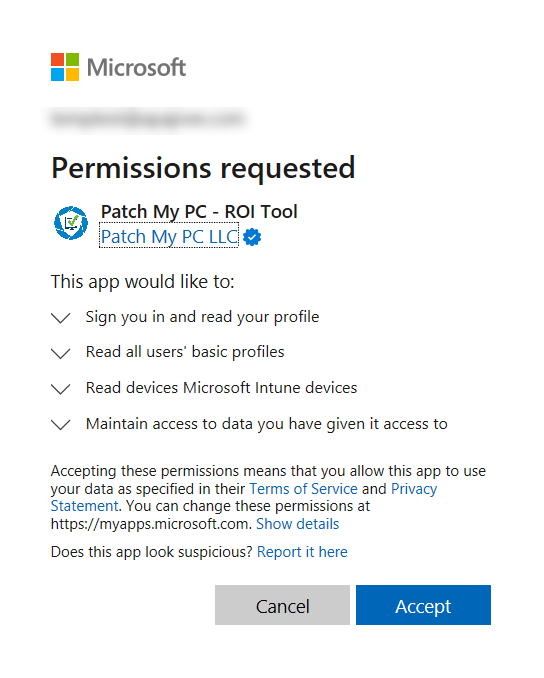 Microsoft
Permissions requested
Patch My PC - ROI Tool
Patch My PC LLC
This app would like to:
Sign you in and read your profile
Read all users' basic profiles
Read devices Microsoft Intune devices
Maintain access to data you have given it access to
Accepting these permissions means that you allow this app to use
your data as specified in their Terms of Service and Privacy
Statement. You can change these permissions at
https://myapps.microsoft.com. Show details
Does this app look suspicious? Report it here
Cancel
Accept